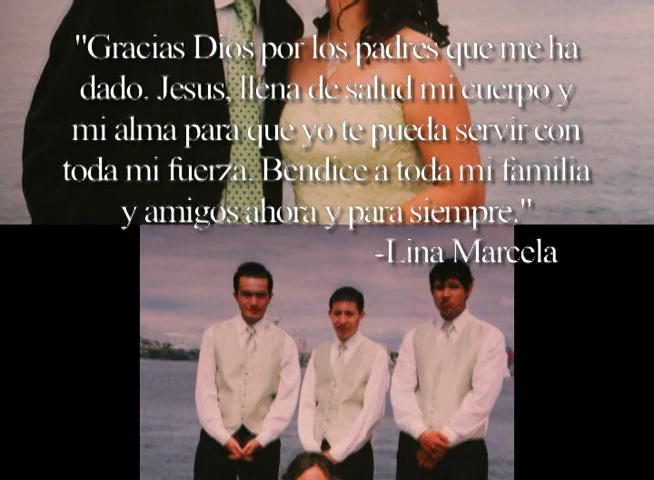 "Gracias Dios por los padres que me ha
dado. Jesus, llena de salud mi cuerpo y
mi alma para que yo te pueda servir con
toda mi fuerza. Bendice a toda mi familia
y amigos ahora y para siempre."
-Lina Marcela